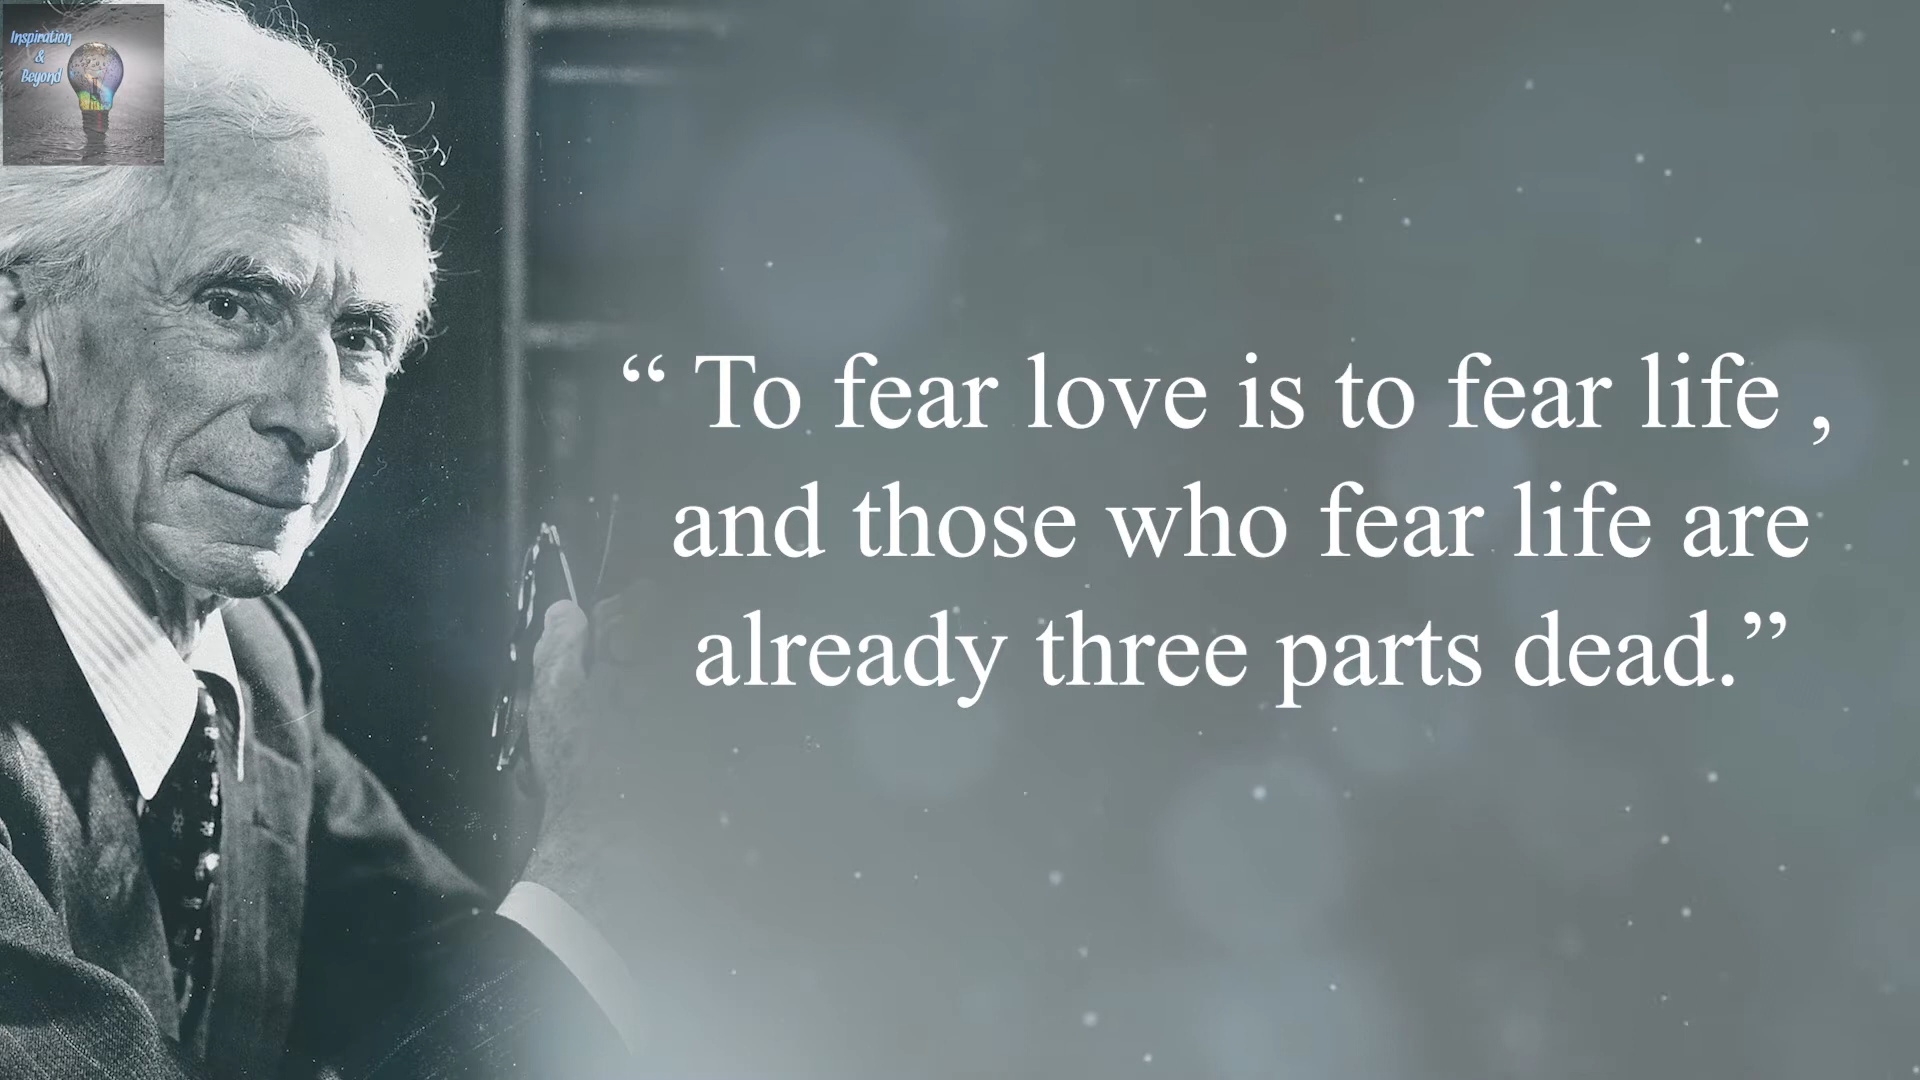 Inspiration
&
Beyond
“ To fear love is to fear life ,
and those who fear life are
already three parts dead.”